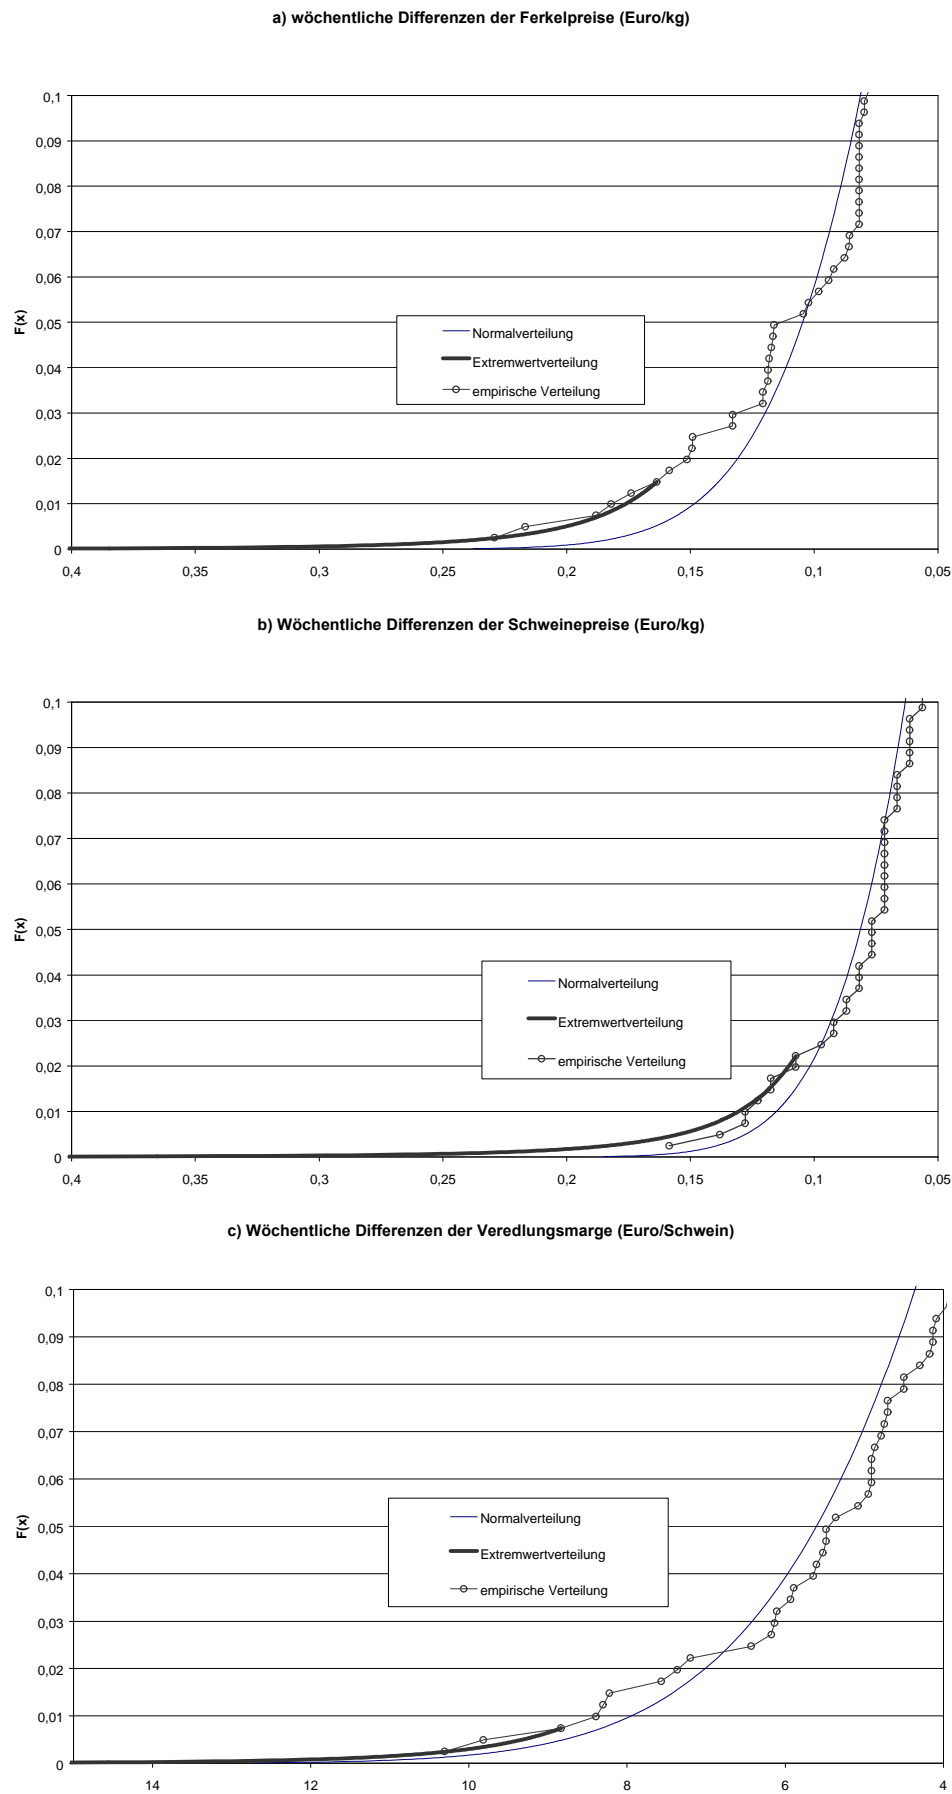 a) wöchentliche Differenzen der Ferkelpreise (Euro/kg)
0,1
0,09
0,08
0,07
0,06
0,05
0,04
0,03
0,02
0,01
0
F(x)
Normalverteilung
Extremwertverteilung
empirische Verteilung
0,4 0,35 0,3 0,25 0,2 0,15 0,1 0,05
b) Wöchentliche Differenzen der Schweinepreise (Euro/kg)
0,1
0,09
0,08
0,07
0,06
0,05
0,04
0,03
0,02
0,01
0
F(x)
Normalverteilung
Extremwertverteilung
empirische Verteilung
0,4 0,35 0,3 0,25 0,2 0,15 0,1 0,05
c) Wöchentliche Differenzen der Veredlungsmarge (Euro/Schwein)
0,1
0,09
0,08
0,07
0,06
0,05
0,04
0,03
0,02
0,01
0
F(x)
Normalverteilung
Extremwertverteilung
empirische Verteilung
14 12 10 8 6 4